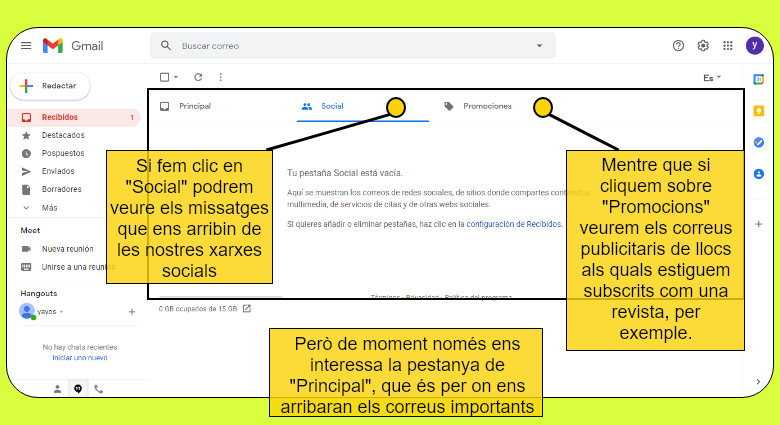 Gmail
Buscar correo
y
Redactar
Es
Recibidos 1
Principal
Social
Promociones
Destacados
Pospuestos
Enviados
Borradores
Más
Si fem clic en
"Social" podrem
veure els missatges
que ens arribin de
les nostres xarxes
socials
Tu pestaña Social está vacía.
Aquí se muestran los correos de redes sociales, de sitios donde compartes
multimedia, de servicios de citas y de otras webs sociales.
Si quieres añadir o eliminar pestañas, haz clic en la configuración de Recibidos.
Mentre que si
cliquem sobre
"Promocions"
veurem els correus
publicitaris de llocs
als quals estiguem
subscrits com una
revista, per
exemple.
Meet
Nueva reunión
Unirse a una reunión
Hangouts
yayos
No hay chats recientes
Iniciar uno nuevo
Términos · Privacidad · Política del programa
0 GB ocupados de 15 GB
Però de moment només ens
interessa la pestanya de
"Principal", que és per on ens
arribaran els correus importants